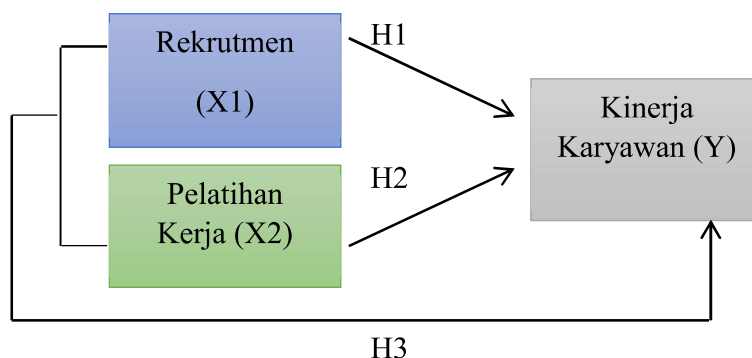 Rekrutmen
(X1)
H1
Kinerja
Karyawan (Y)
Pelatihan
Kerja (X2)
H2
H3